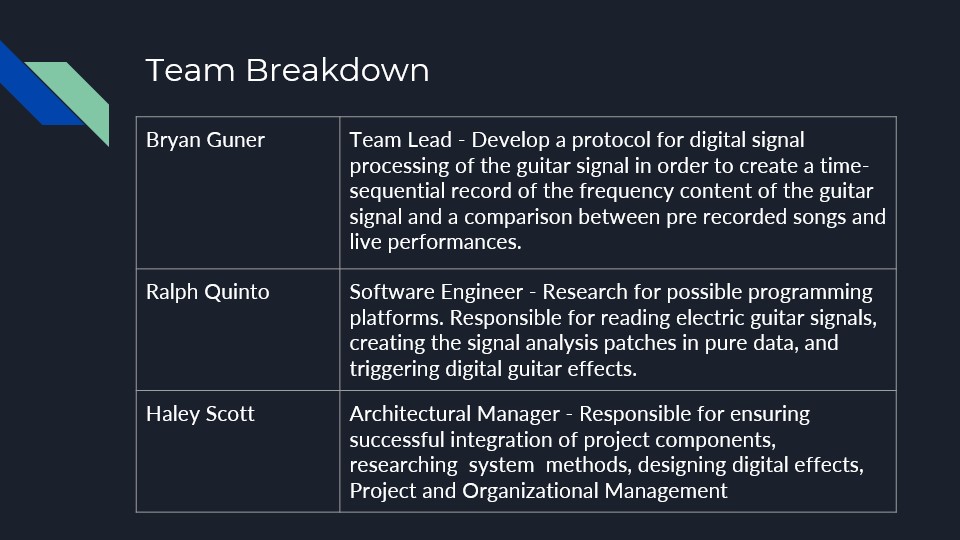 Team Breakdown
Bryan Guner
Team Lead - Develop a protocol for digital signal
processing of the guitar signal in order to create a time-
sequential record of the frequency content of the guitar
signal and a comparison between pre recorded songs and
live performances.
Ralph Quinto
Software Engineer - Research for possible programming
platforms. Responsible for reading electric guitar signals,
creating the signal analysis patches in pure data, and
triggering digital guitar effects.
Haley Scott
Architectural Manager - Responsible for ensuring
successful integration of project components,
researching  system  methods, designing digital effects,
Project and Organizational Management